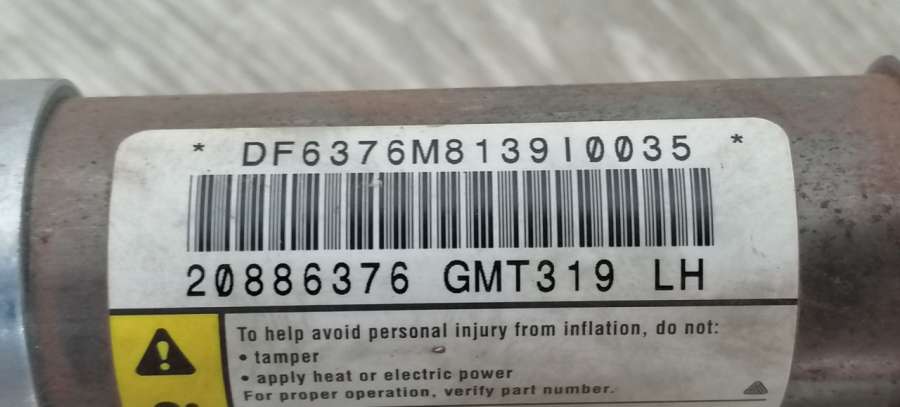 * DF6376M8139I0035 *
20886376 GMT319 LH
To help avoid personal injury from inflation, do not:
• tamper
• apply heat or electric power
For proper operation, verify part number.